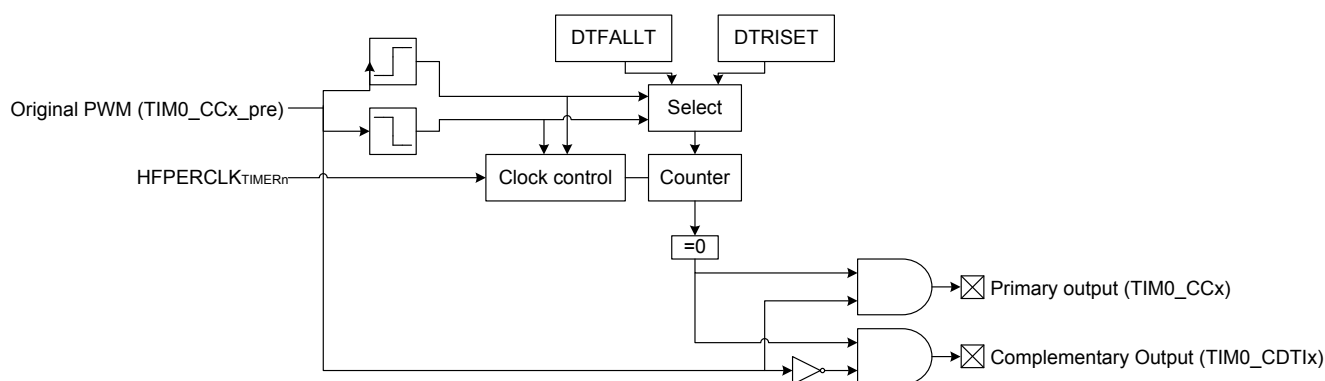 DTFALLT
DTRISET
Original PWM (TIM0_CCx_pre)
Select
HFPERCLKTIMERn
Clock control
Counter
=0
Primary output (TIM0_CCx)
Complementary Output (TIM0_CDTIx)